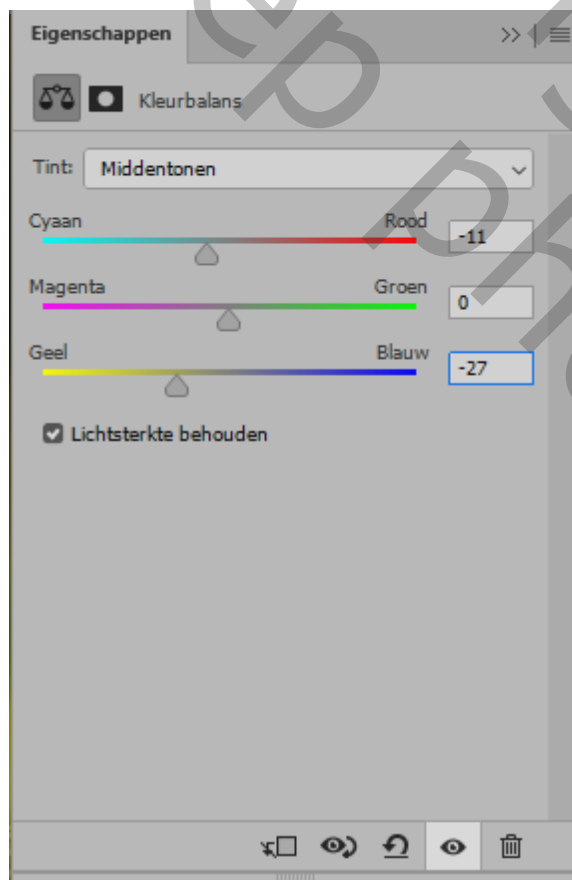 Eigenschappen
Kleurbalans
Tint: Middentonen
Cyaan Rood -11
Magenta Groen 0
Geel Blauw -27
Lichtsterkte behouden